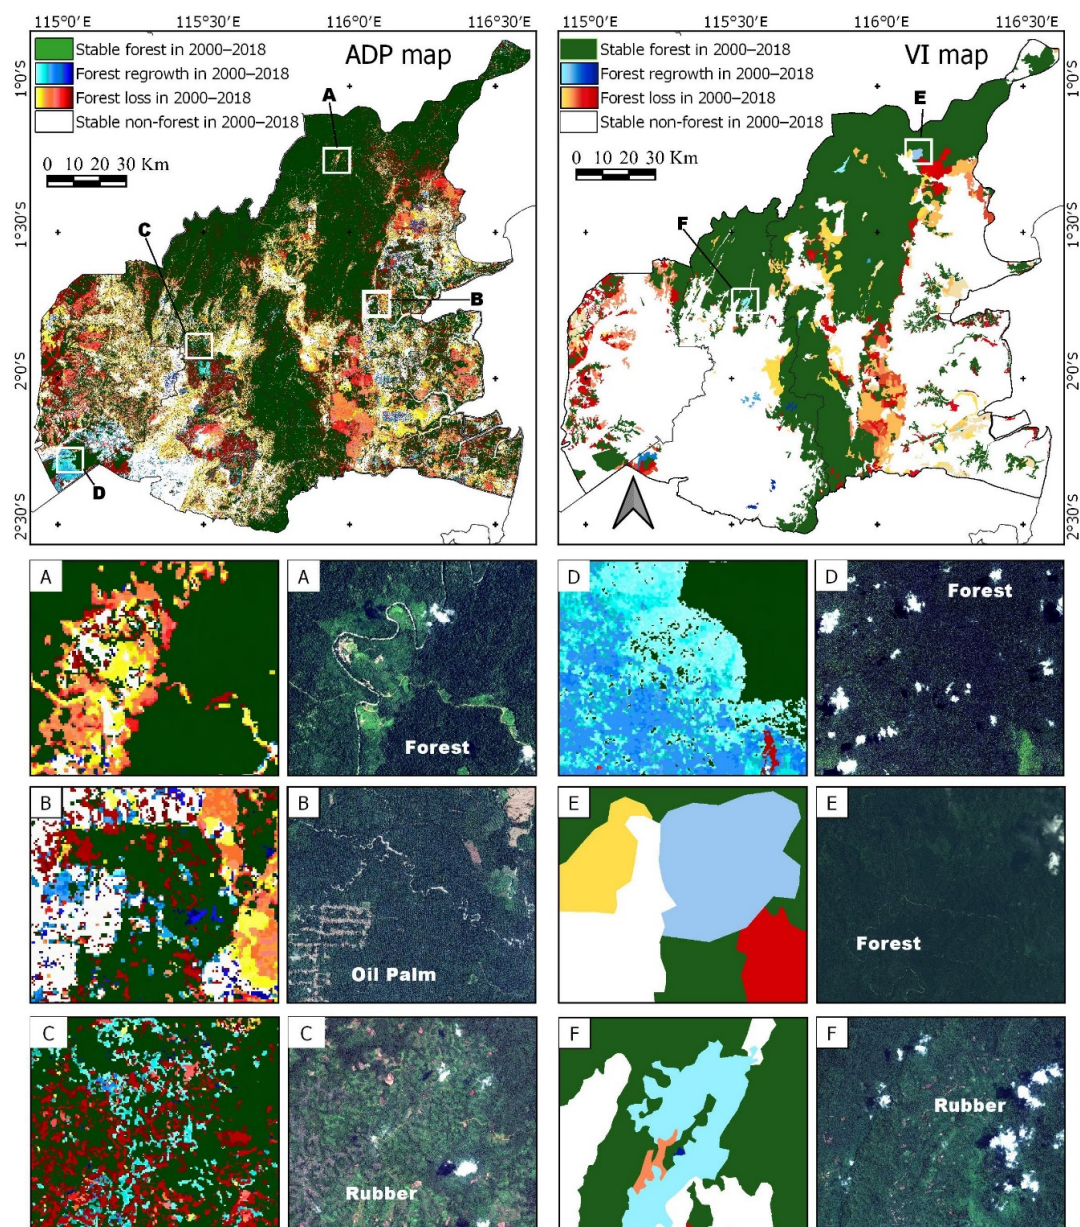 115°0' E 115°30' 116°0' 116°30' 115°0' E 115°30' 116°0' 116°30'
Stable forest in 2000–2018
Forest regrowth in 2000–2018
Forest loss in 2000–2018
Stable non-forest in 2000–2018
ADP map
0 10 20 30 Km
A
C
B
D
1°0'S
1°30'S
2°0'S
2°30'S
Stable forest in 2000–2018
Forest regrowth in 2000–2018
Forest loss in 2000–2018
Stable non-forest in 2000–2018
VI map
0 10 20 30 Km
E
F
1°0'S
1°30'S
2°0'S
2°30'S
A
A
Forest
D
D
Forest
B
B
Oil Palm
E
E
Forest
C
C
Rubber
F
F
Rubber